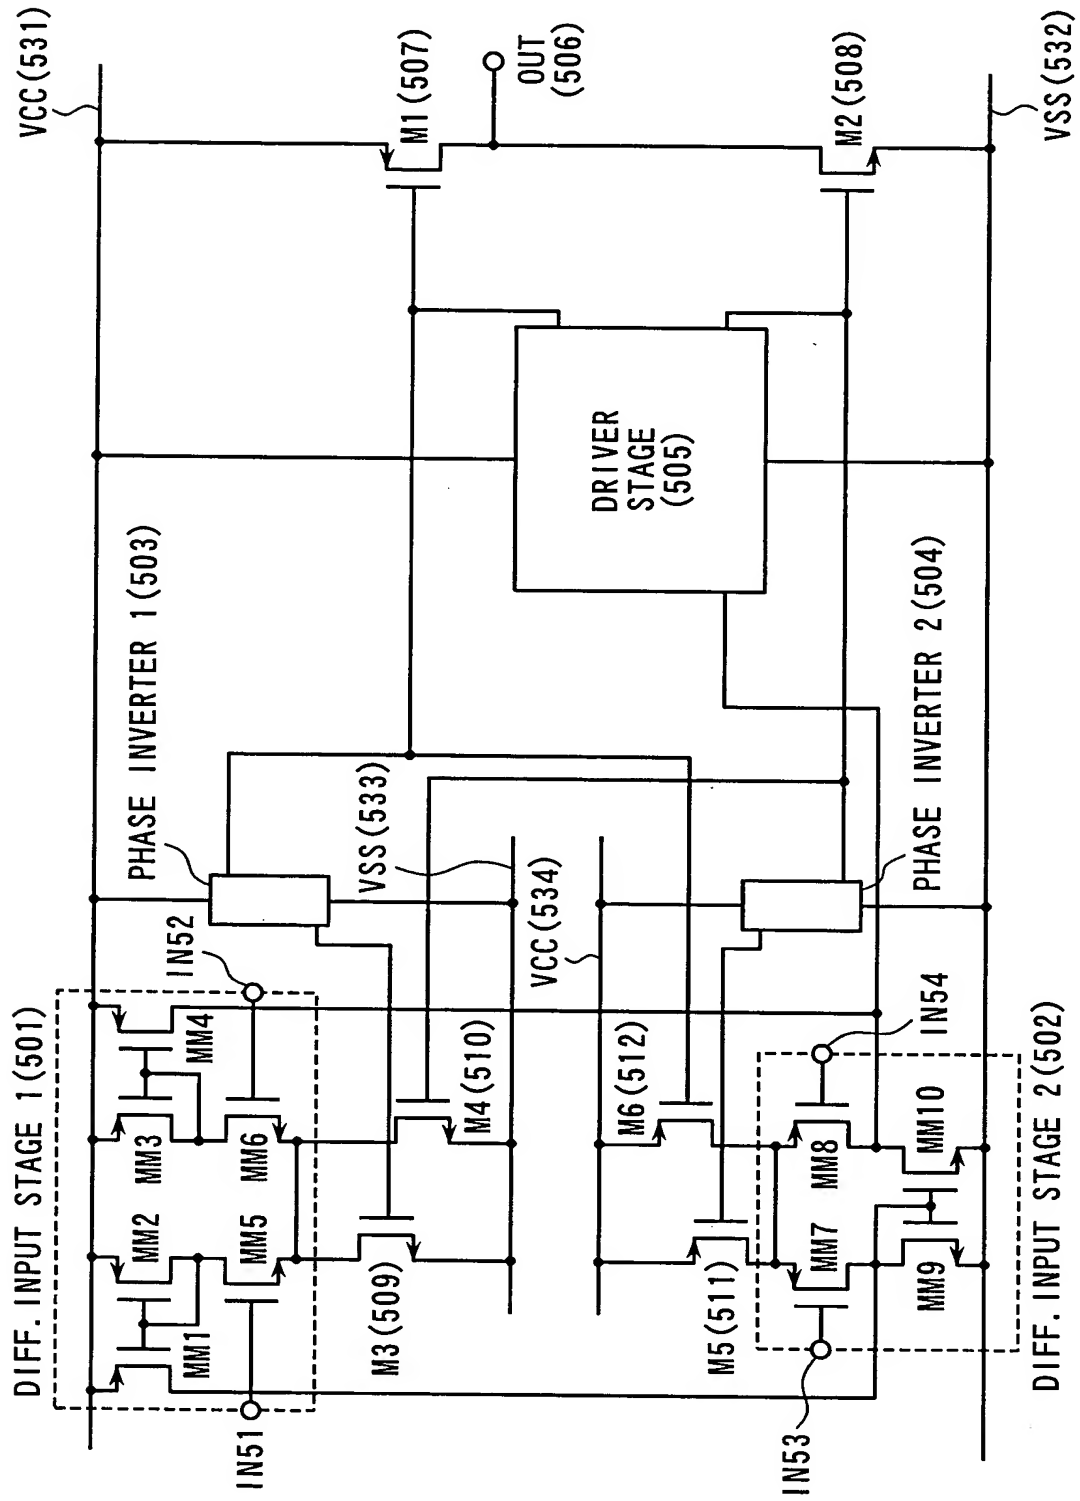 DIFF. INPUT STAGE 1(501)
VCC(531)
IN51
MM1
MM2
MM3
MM4
MM5
MM6
IN52
PHASE INVERTER 1(503)
M1(507)
M3(509)
M4(510)
VSS(533)
DRIVER
STAGE
(505)
OUT
(506)
VCC(534)
M5(511)
M6(512)
IN53
MM7
MM8
MM9
MM10
IN54
PHASE INVERTER 2(504)
M2(508)
DIFF. INPUT STAGE 2(502)
VSS(532)